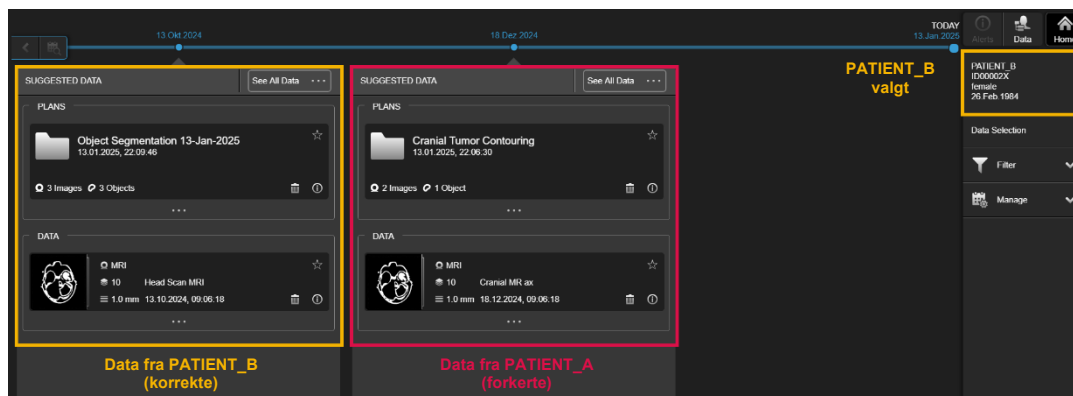 13.Okt.2024
18.Dez.2024
TODAY
13.Jan.2025
Alerts
Data
Home
SUGGESTED DATA
See All Data ···
PLANS
Object Segmentation 13-Jan-2025
13.01.2025, 22:09:46
3 Images 3 Objects
···
DATA
MRI
10 Head Scan MRI
1.0 mm 13.10.2024, 09:06:18
···
Data fra PATIENT_B
(korrekte)
SUGGESTED DATA
See All Data ···
PLANS
Cranial Tumor Contouring
13.01.2025, 22:06:30
2 Images 1 Object
···
DATA
MRI
10 Cranial MR ax
1.0 mm 18.12.2024, 09:06:18
···
Data fra PATIENT_A
(forkerte)
PATIENT_B
valgt
PATIENT_B
ID00002X
female
26.Feb.1984
Data Selection
Filter
Manage